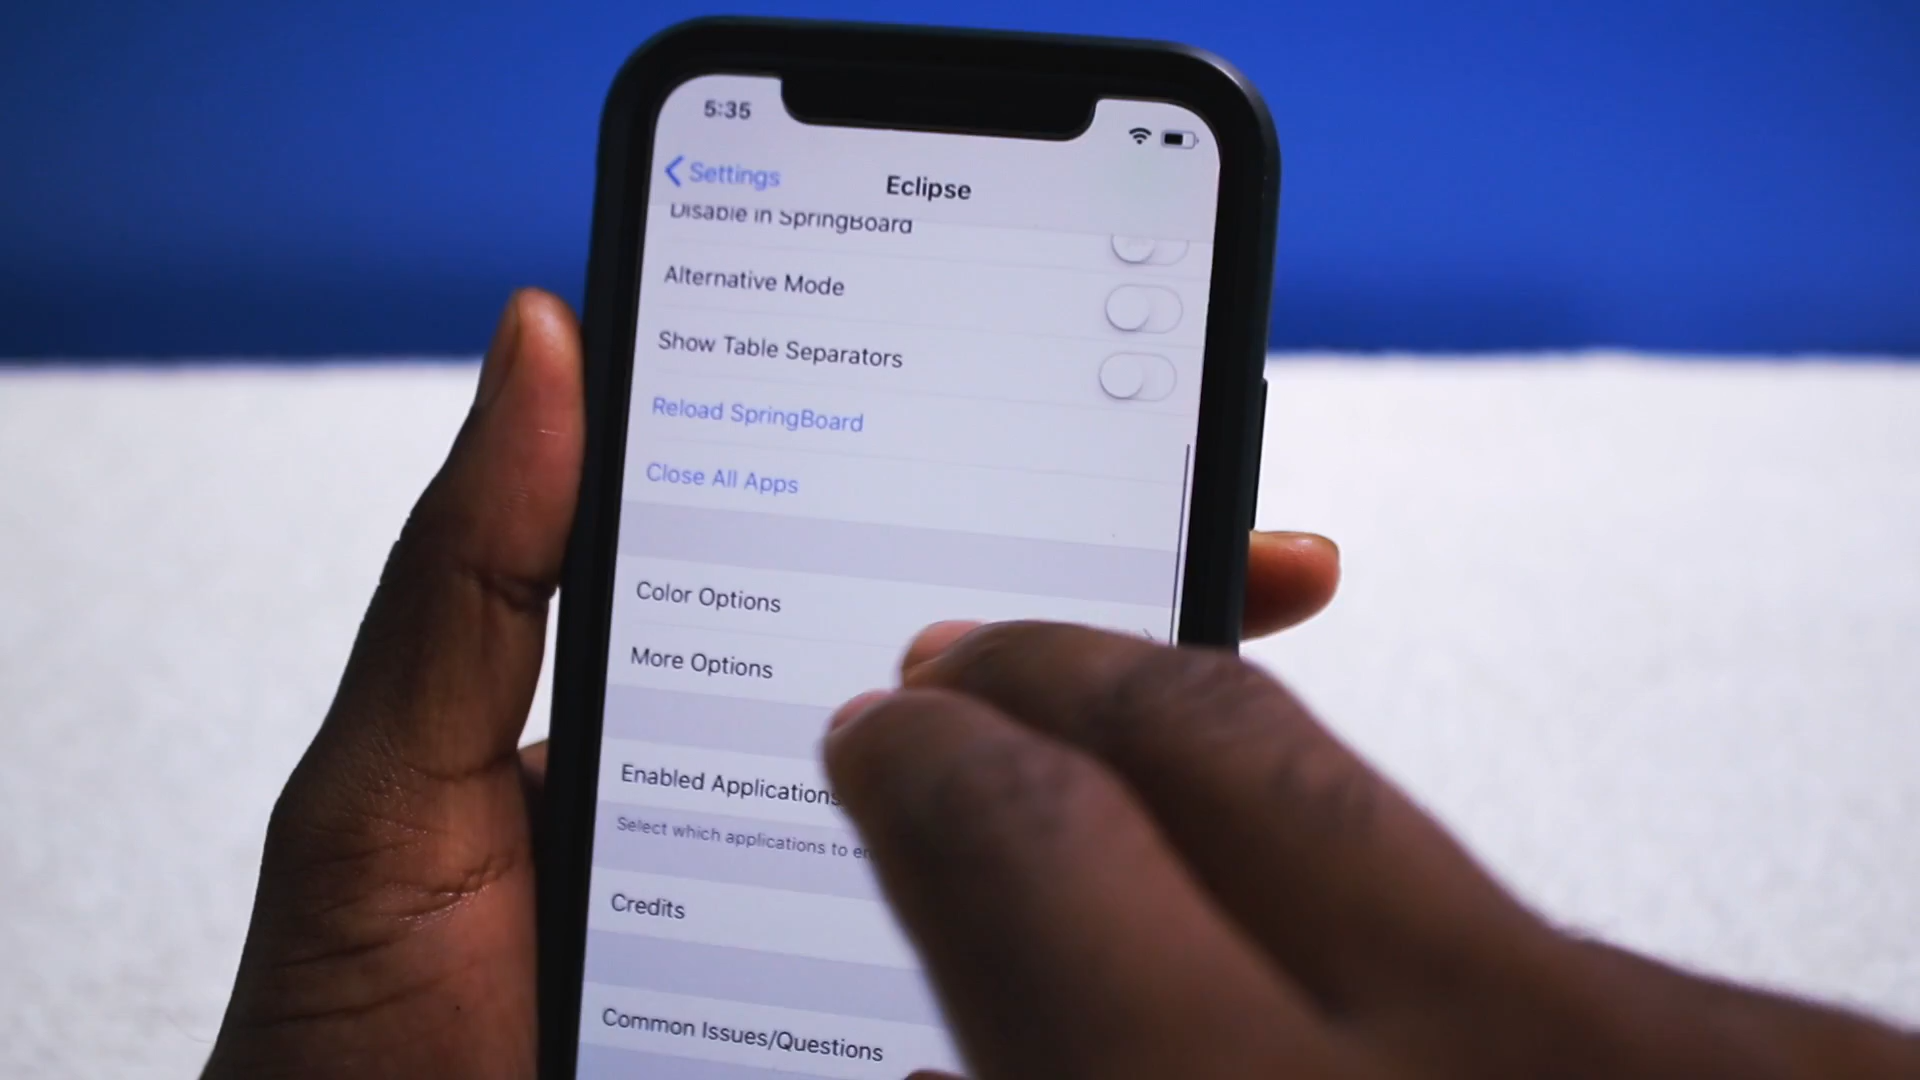 5:35
Settings
Eclipse
Disable in SpringBoard
Alternative Mode
Show Table Separators
Reload SpringBoard
Close All Apps
Color Options
More Options
Enabled Applications
Select which applications to
Credits
Common Issues/Questions